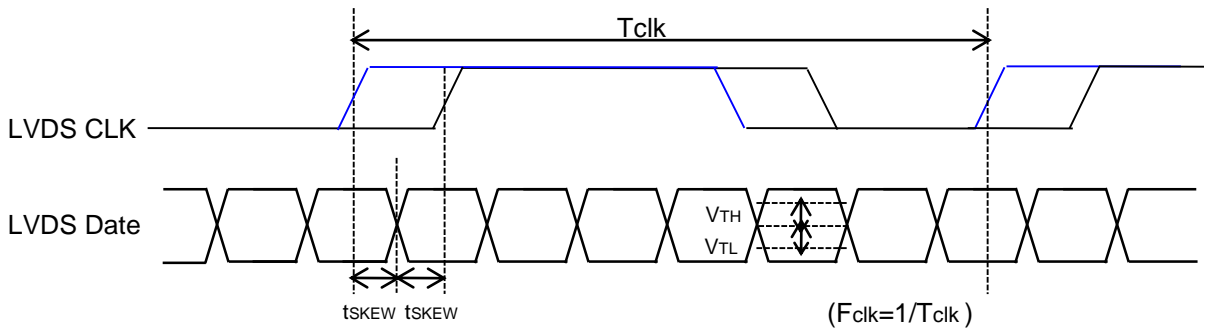 Tclk
LVDS CLK
LVDS Date
VTH
VTL
tSKEW tSKEW
(Fclk=1/Tclk )